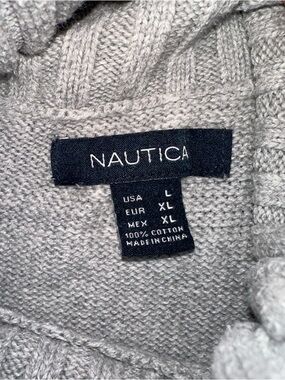 NAUTICA
USA L
EUR XL
MEX XL
100% COTTON
MADE IN CHINA